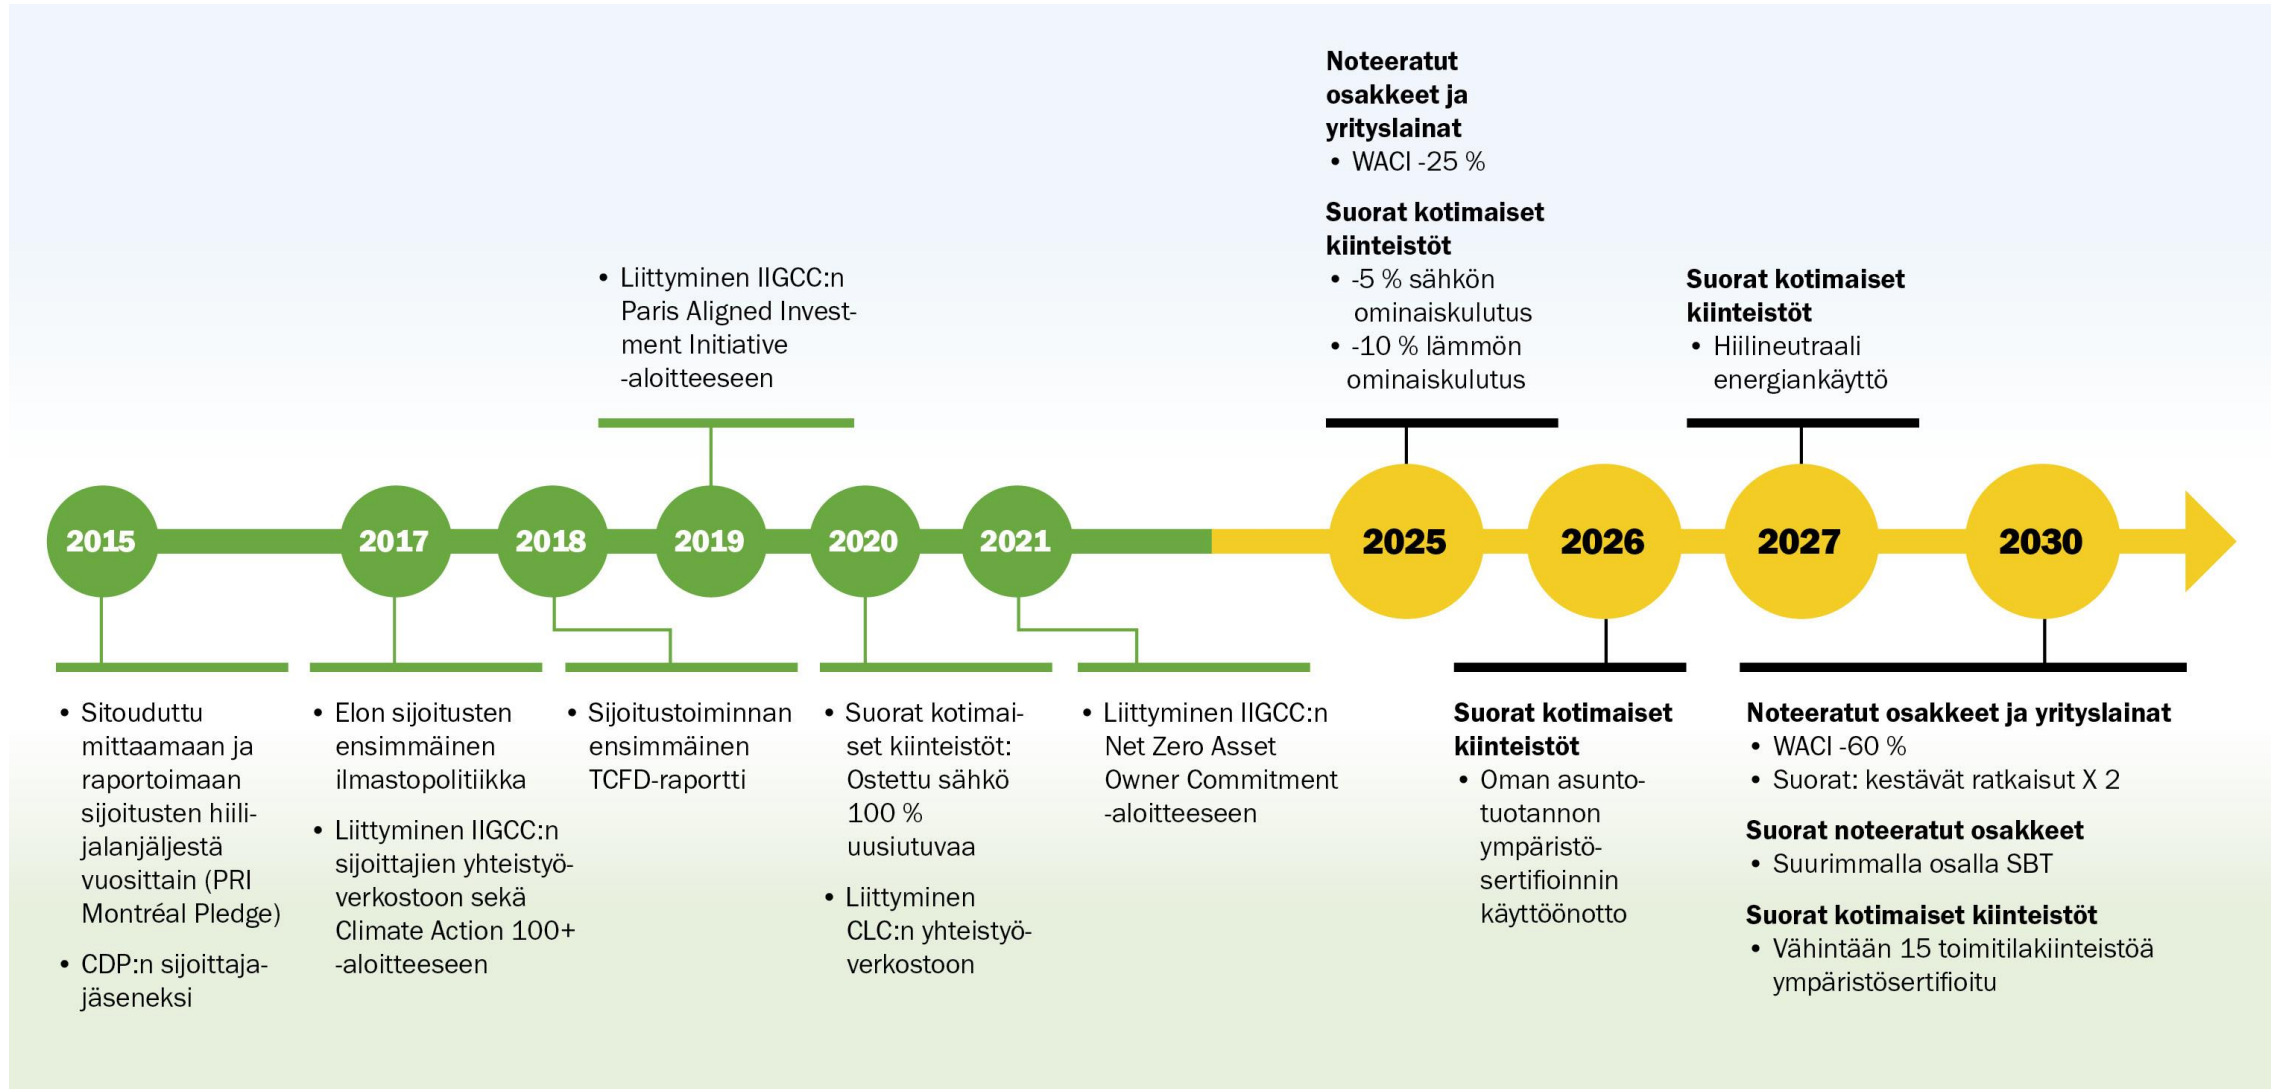 Noteeratut
osakkeet ja
yrityslainat
• WACI -25 %
Suorat kotimaiset
kiinteistöt
• -5 % sähkön
ominaiskulutus
• -10 % lämmön
ominaiskulutus
• Liittyminen IIGCC:n
Paris Aligned Invest-
ment Initiative
-aloitteeseen
Suorat kotimaiset
kiinteistöt
• Hiilineutraali
energiankäyttö
2015
2017
2018
2019
2020
2021
2025
2026
2027
2030
• Sitouduttu
mittaamaan ja
raportoimaan
sijoitusten hiili-
jalanjäljestä
vuosittain (PRI
Montréal Pledge)
• CDP:n sijoittaja-
jäseneksi
• Elon sijoitusten
ensimmäinen
ilmastopolitiikka
• Liittyminen IIGCC:n
sijoittajien yhteistyö-
verkostoon sekä
Climate Action 100+
-aloitteeseen
• Sijoitustoiminnan
ensimmäinen
TCFD-raportti
• Suorat kotimai-
set kiinteistöt:
Ostettu sähkö
100 %
uusiutuvaa
• Liittyminen
CLC:n yhteistyö-
verkostoon
• Liittyminen IIGCC:n
Net Zero Asset
Owner Commitment
-aloitteeseen
Suorat kotimaiset
kiinteistöt
• Oman asunto-
tuotannon
ympäristö-
sertifioinnin
käyttöönotto
Noteeratut osakkeet ja yrityslainat
• WACI -60 %
• Suorat: kestävät ratkaisut X 2
Suorat noteeratut osakkeet
• Suurimmalla osalla SBT
Suorat kotimaiset kiinteistöt
• Vähintään 15 toimitilakiinteistöä
ympäristösertifioitu